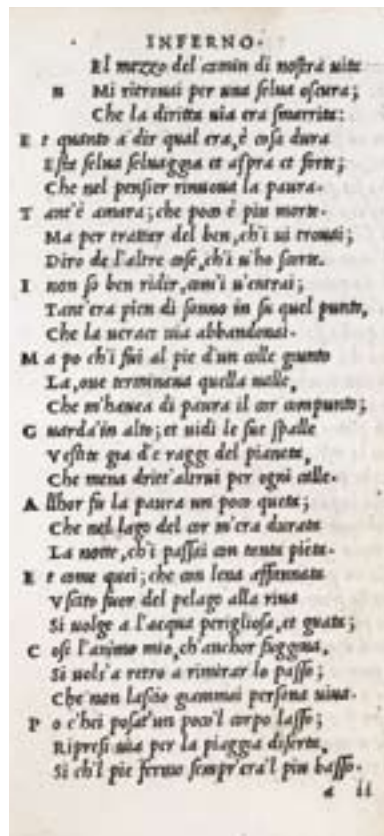 INFERNO.
El mezzo del camin di nostra uita
N Mi ritrouai per una selua oscura;
Che la diritta uia era smarrita:
E t quanto a dir qual era, è cosa dura
Esta selua seluaggia et aspra et forte;
Che nel pensier rinuoua la paura.
T ant'è amara; che poco è piu morte.
Ma per trattar del ben, ch'i ui trouai;
Diro de l'altre cose, ch'i u'ho scorte.
I non so ben ridir, com'i u'entrai;
Tant'era pien di sonno in su quel punto,
Che la uerace uia abbandonai.
M a po ch'i fui al pie d'un colle giunto
La, oue terminaua quella ualle,
Che m'hauea di paura il cor compunto;
G uardai'n alto; et uidi le sue spalle
Vestite gia d'e raggi del pianeta,
Che mena dritt'altrui per ogni calle.
A llhor fu la paura un poco queta;
Che nel lago del cor m'era durata
La notte, ch'i passai con tanta pieta.
E t come quei; che con lena affannata
Vscito fuor del pelago alla riua
Si uolge a l'acqua perigliosa, et guata;
C osi l'animo mio, ch'anchor fuggiua,
Si uols'a retro a rimirar lo passo;
Che non lascio giammai persona uiua.
P o c'hei posat'un poco'l corpo lasso;
Ripresi uia per la piaggia diserta,
Si ch'l pie fermo sempr'era'l piu basso.
a ii